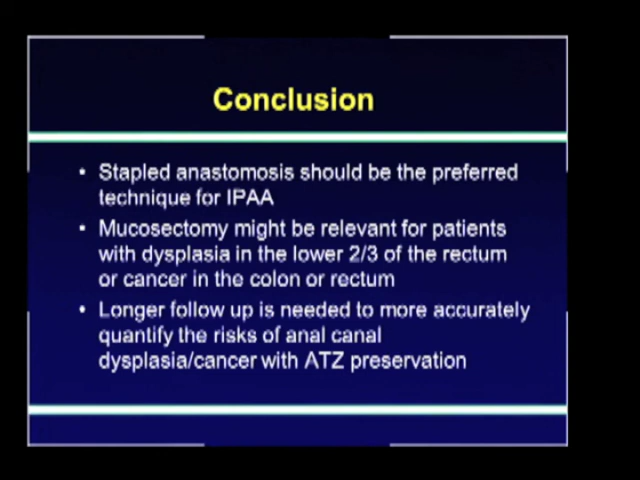 Conclusion
• Stapled anastomosis should be the preferred
technique for IPAA
• Mucosectomy might be relevant for patients
with dysplasia in the lower 2/3 of the rectum
or cancer in the colon or rectum
• Longer follow up is needed to more accurately
quantify the risks of anal canal
dysplasia/cancer with ATZ preservation